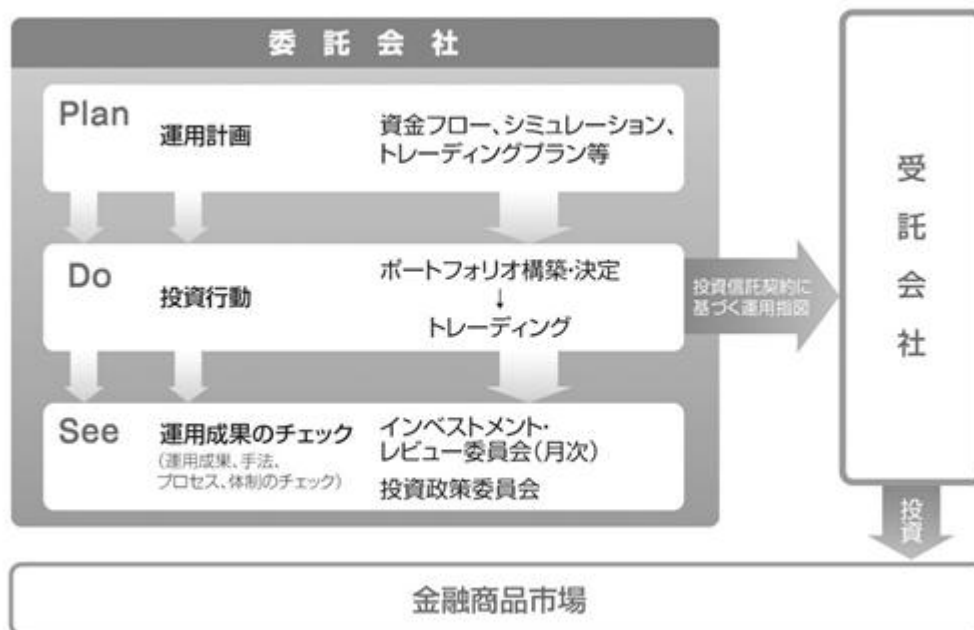 委託会社
Plan
運用計画
資金フロー、シミュレーション、
トレーディングプラン等
Do
投資行動
ポートフォリオ構築・決定
↓
トレーディング
投資信託契約に
基づく運用指図
See
運用成果のチェック
(運用成果、手法、
プロセス、体制のチェック)
インベストメント・
レビュー委員会(月次)
投資政策委員会
受託会社
投資
金融商品市場